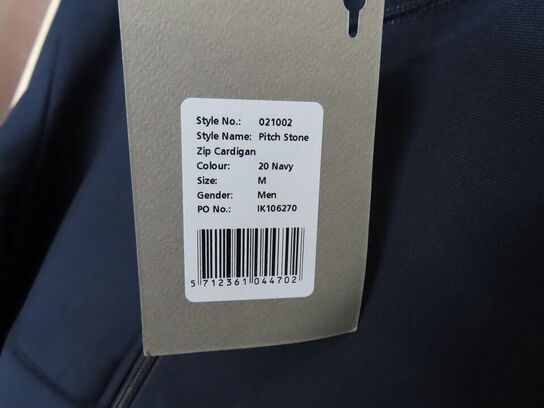 Style No.: 021002
Style Name: Pitch Stone
Zip Cardigan
Colour: 20 Navy
Size: M
Gender: Men
PO No.: IK106270
5 712361 044702